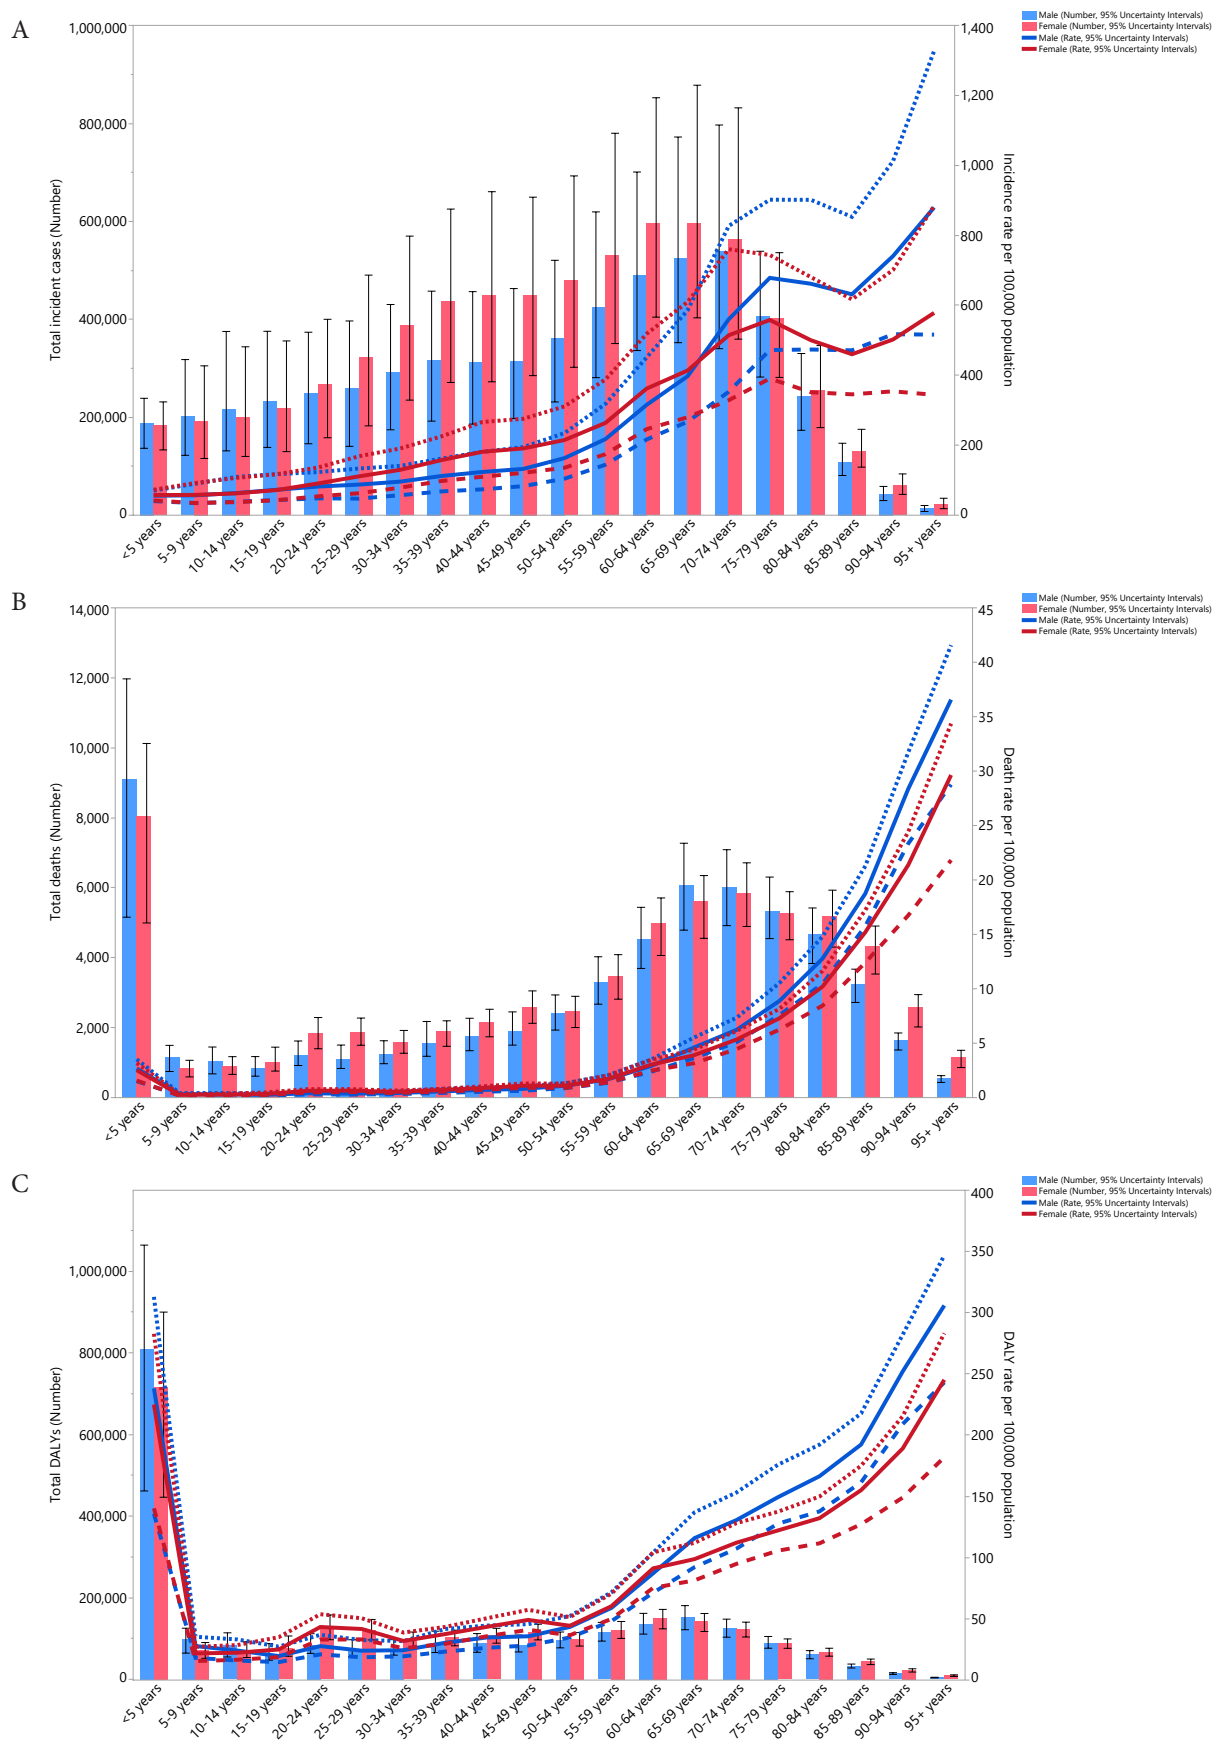 A
Male (Number, 95% Uncertainty Intervals)
Female (Number, 95% Uncertainty Intervals)
Male (Rate, 95% Uncertainty Intervals)
Female (Rate, 95% Uncertainty Intervals)
Total incident cases (Number)
1,000,000
800,000
600,000
400,000
200,000
0
1,400
1,200
1,000
800
600
400
200
0
Incidence rate per 100,000 population
<5 years
5-9 years
10-14 years
15-19 years
20-24 years
25-29 years
30-34 years
35-39 years
40-44 years
45-49 years
50-54 years
55-59 years
60-64 years
65-69 years
70-74 years
75-79 years
80-84 years
85-89 years
90-94 years
95+ years
B
Male (Number, 95% Uncertainty Intervals)
Female (Number, 95% Uncertainty Intervals)
Male (Rate, 95% Uncertainty Intervals)
Female (Rate, 95% Uncertainty Intervals)
Total deaths (Number)
14,000
12,000
10,000
8,000
6,000
4,000
2,000
0
45
40
35
30
25
20
15
10
5
0
Death rate per 100,000 population
<5 years
5-9 years
10-14 years
15-19 years
20-24 years
25-29 years
30-34 years
35-39 years
40-44 years
45-49 years
50-54 years
55-59 years
60-64 years
65-69 years
70-74 years
75-79 years
80-84 years
85-89 years
90-94 years
95+ years
C
Male (Number, 95% Uncertainty Intervals)
Female (Number, 95% Uncertainty Intervals)
Male (Rate, 95% Uncertainty Intervals)
Female (Rate, 95% Uncertainty Intervals)
Total DALYs (Number)
1,000,000
800,000
600,000
400,000
200,000
0
400
350
300
250
200
150
100
50
0
DALY rate per 100,000 population
<5 years
5-9 years
10-14 years
15-19 years
20-24 years
25-29 years
30-34 years
35-39 years
40-44 years
45-49 years
50-54 years
55-59 years
60-64 years
65-69 years
70-74 years
75-79 years
80-84 years
85-89 years
90-94 years
95+ years